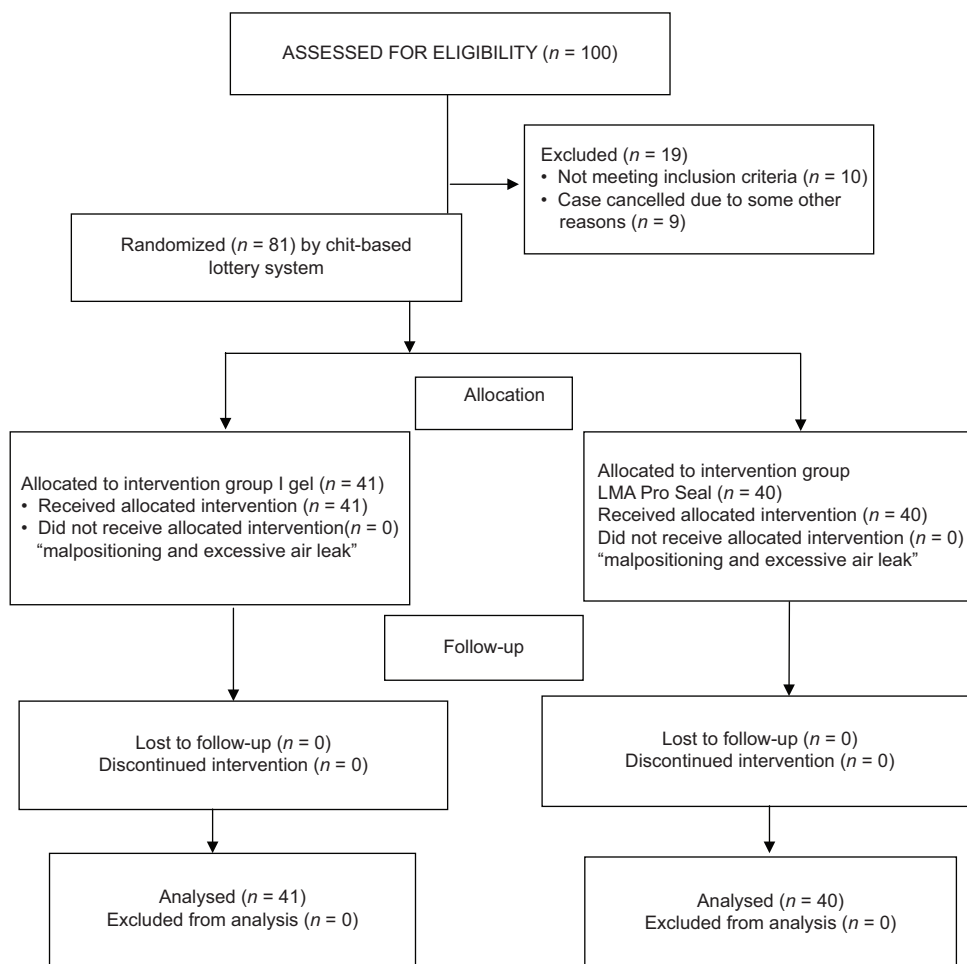 ASSESSED FOR ELIGIBILITY (n = 100)
Excluded (n = 19)
• Not meeting inclusion criteria (n = 10)
• Case cancelled due to some other
reasons (n = 9)
Randomized (n = 81) by chit-based
lottery system
Allocation
Allocated to intervention group I gel (n = 41)
• Received allocated intervention (n = 41)
• Did not receive allocated intervention(n = 0)
“malpositioning and excessive air leak”
Allocated to intervention group
LMA Pro Seal (n = 40)
Received allocated intervention (n = 40)
Did not receive allocated intervention (n = 0)
“malpositioning and excessive air leak”
Follow-up
Lost to follow-up (n = 0)
Discontinued intervention (n = 0)
Lost to follow-up (n = 0)
Discontinued intervention (n = 0)
Analysed (n = 41)
Excluded from analysis (n = 0)
Analysed (n = 40)
Excluded from analysis (n = 0)